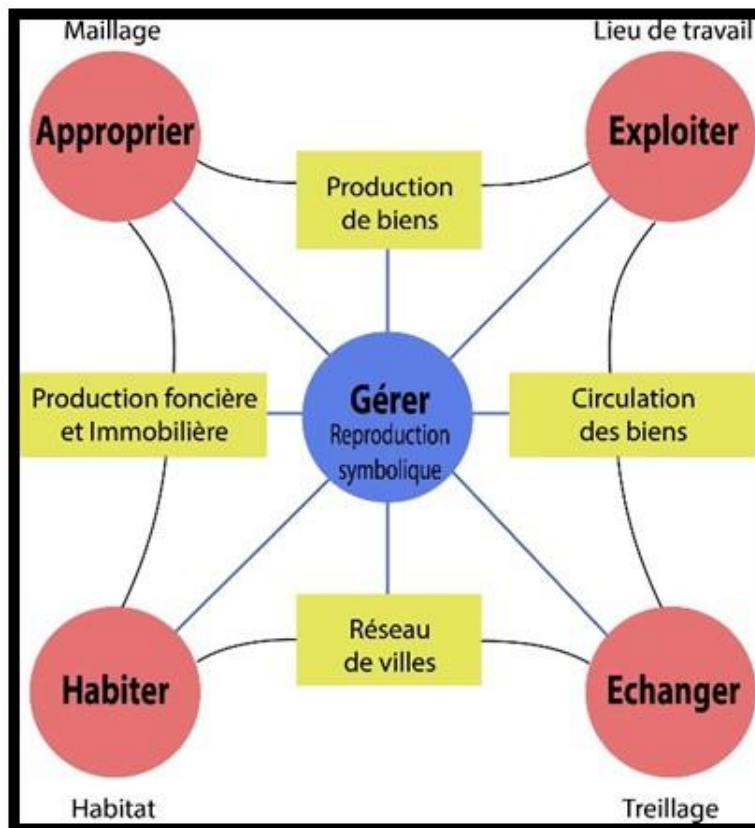 Maillage
Lieu de travail
Approprier
Exploiter
Production
de biens
Production foncière
et Immobilière
Gérer
Reproduction
symbolique
Circulation
des biens
Habiter
Réseau
de villes
Echanger
Habitat
Treillage